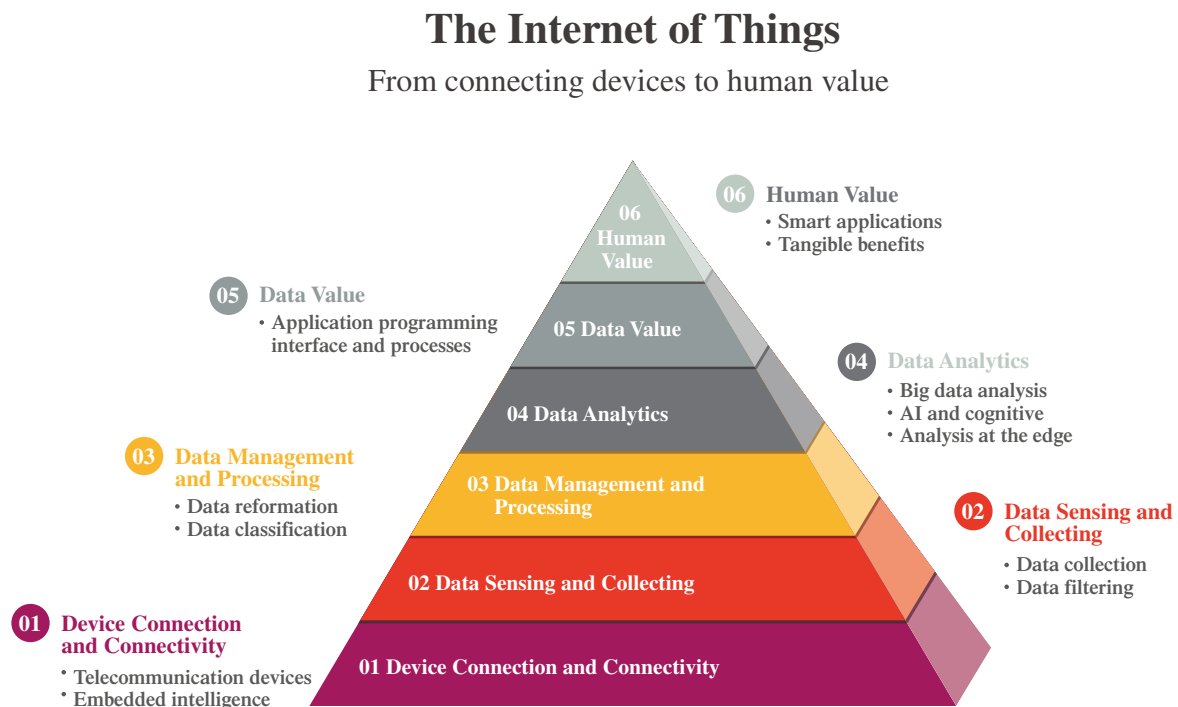 The Internet of Things
From connecting devices to human value
06
Human
Value
05 Data Value
04 Data Analytics
03 Data Management and
Processing
02 Data Sensing and Collecting
01 Device Connection and Connectivity
06 Human Value
• Smart applications
• Tangible benefits
05 Data Value
• Application programming
interface and processes
04 Data Analytics
• Big data analysis
• AI and cognitive
• Analysis at the edge
03 Data Management
and Processing
• Data reformation
• Data classification
02 Data Sensing and
Collecting
• Data collection
• Data filtering
01 Device Connection
and Connectivity
• Telecommunication devices
• Embedded intelligence